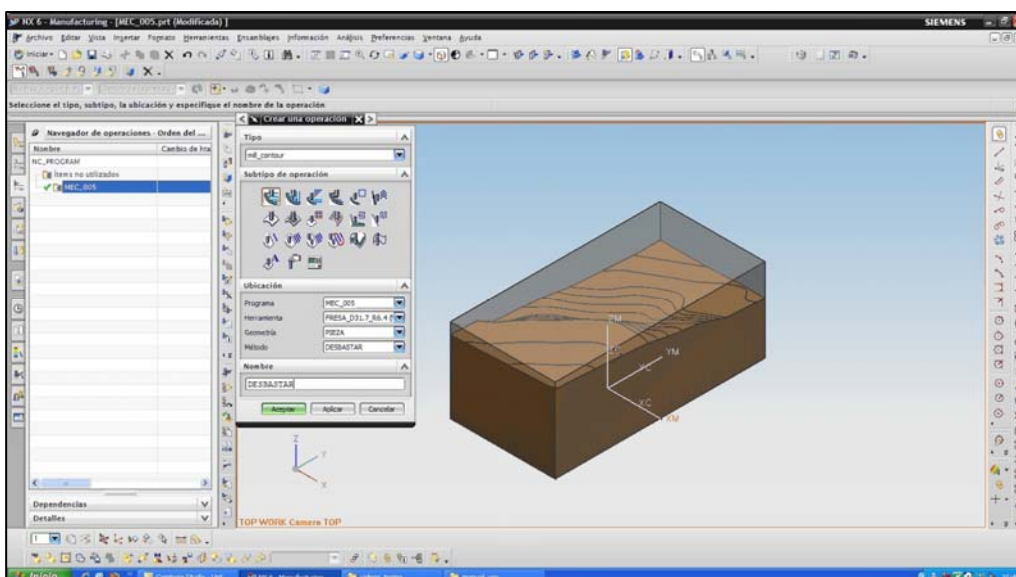 NX 6 - Manufacturing - [MEC_005.prt (Modificada) ]
SIEMENS
Archivo Editar Vista Insertar Formato Herramientas Ensamblajes Información Análisis Preferencias Ventana Ayuda
Iniciar
Seleccione el tipo, subtipo, la ubicación y especifique el nombre de la operación
Crear una operación
Navegador de operaciones - Orden del ...
Nombre
Cambio de hra
NC_PROGRAM
Ítems no utilizados
MEC_005
Tipo
mill_contour
Subtipo de operación
Ubicación
Programa
MEC_005
Herramienta
FRESA_D31.7_R6.4
Geometría
PIEZA
Método
DESBASTAR
Nombre
DESBASTAR
Aceptar
Aplicar
Cancelar
ZM
YM
YC
XC
XM
Z
Y
X
Dependencias
Detalles
TOP WORK Camera TOP
1
Inicio